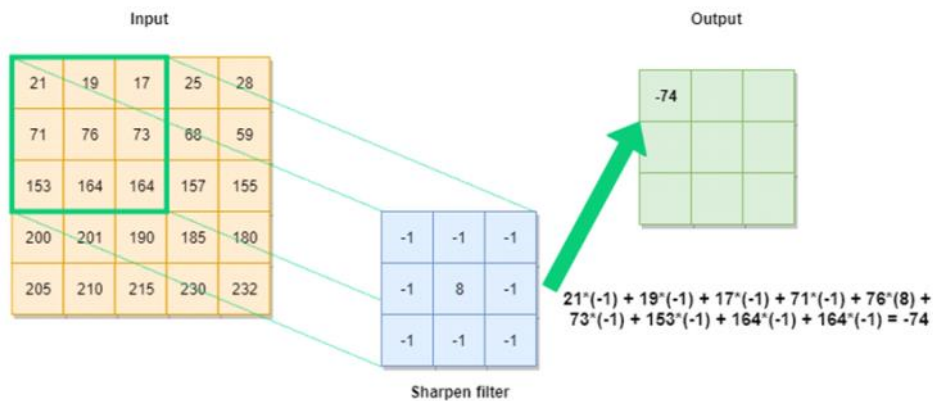 Input
Output
21 19 17 25 28
71 76 73 68 59
153 164 164 157 155
200 201 190 185 180
205 210 215 230 232
-74
-1 -1 -1
-1 8 -1
-1 -1 -1
Sharpen filter
21*(-1) + 19*(-1) + 17*(-1) + 71*(-1) + 76*(8) +
73*(-1) + 153*(-1) + 164*(-1) + 164*(-1) = -74